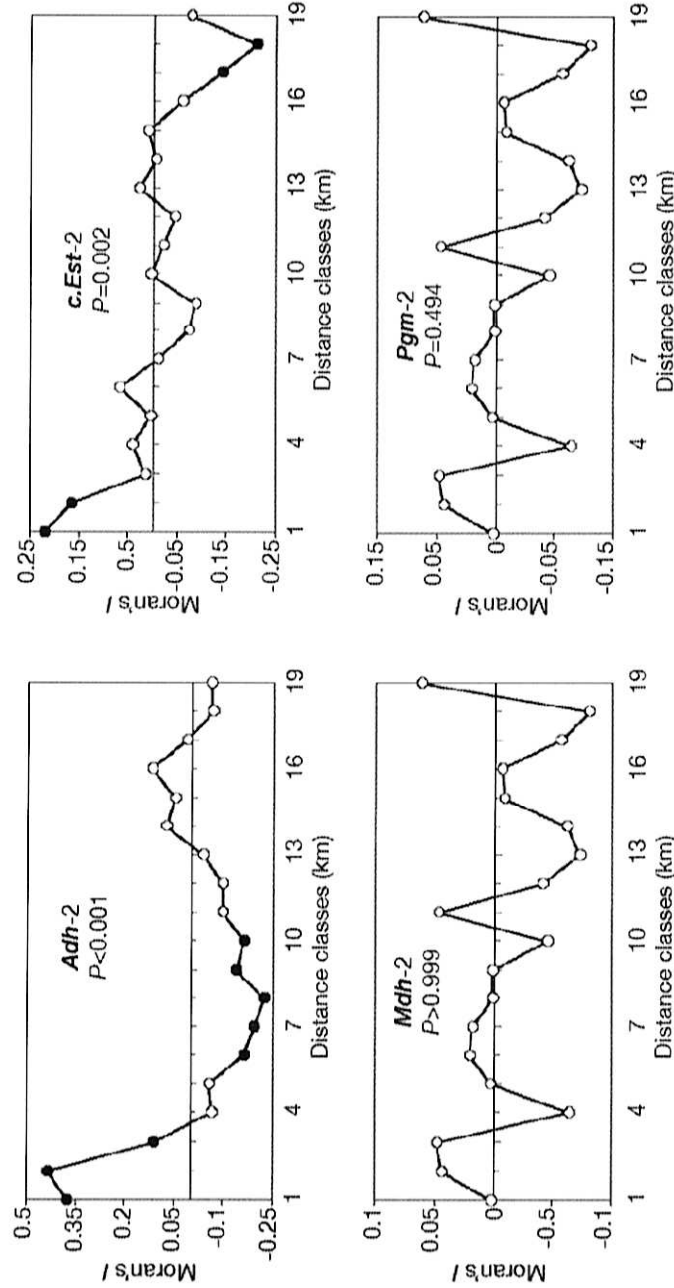 Moran's I
0.5
0.35
0.2
0.05
-0.1
-0.25
Adh-2
P<0.001
1 4 7 10 13 16 19
Distance classes (km)
Moran's I
0.25
0.155
0.5
-0.05
-0.15
-0.25
c.Est-2
P=0.002
1 4 7 10 13 16 19
Distance classes (km)
Moran's I
0.1
0.05
0
-0.05
-0.1
Mdh-2
P>0.999
1 4 7 10 13 16 19
Distance classes (km)
Moran's I
0.15
0.05
0
-0.05
-0.15
Pgm-2
P=0.494
1 4 7 10 13 16 19
Distance classes (km)